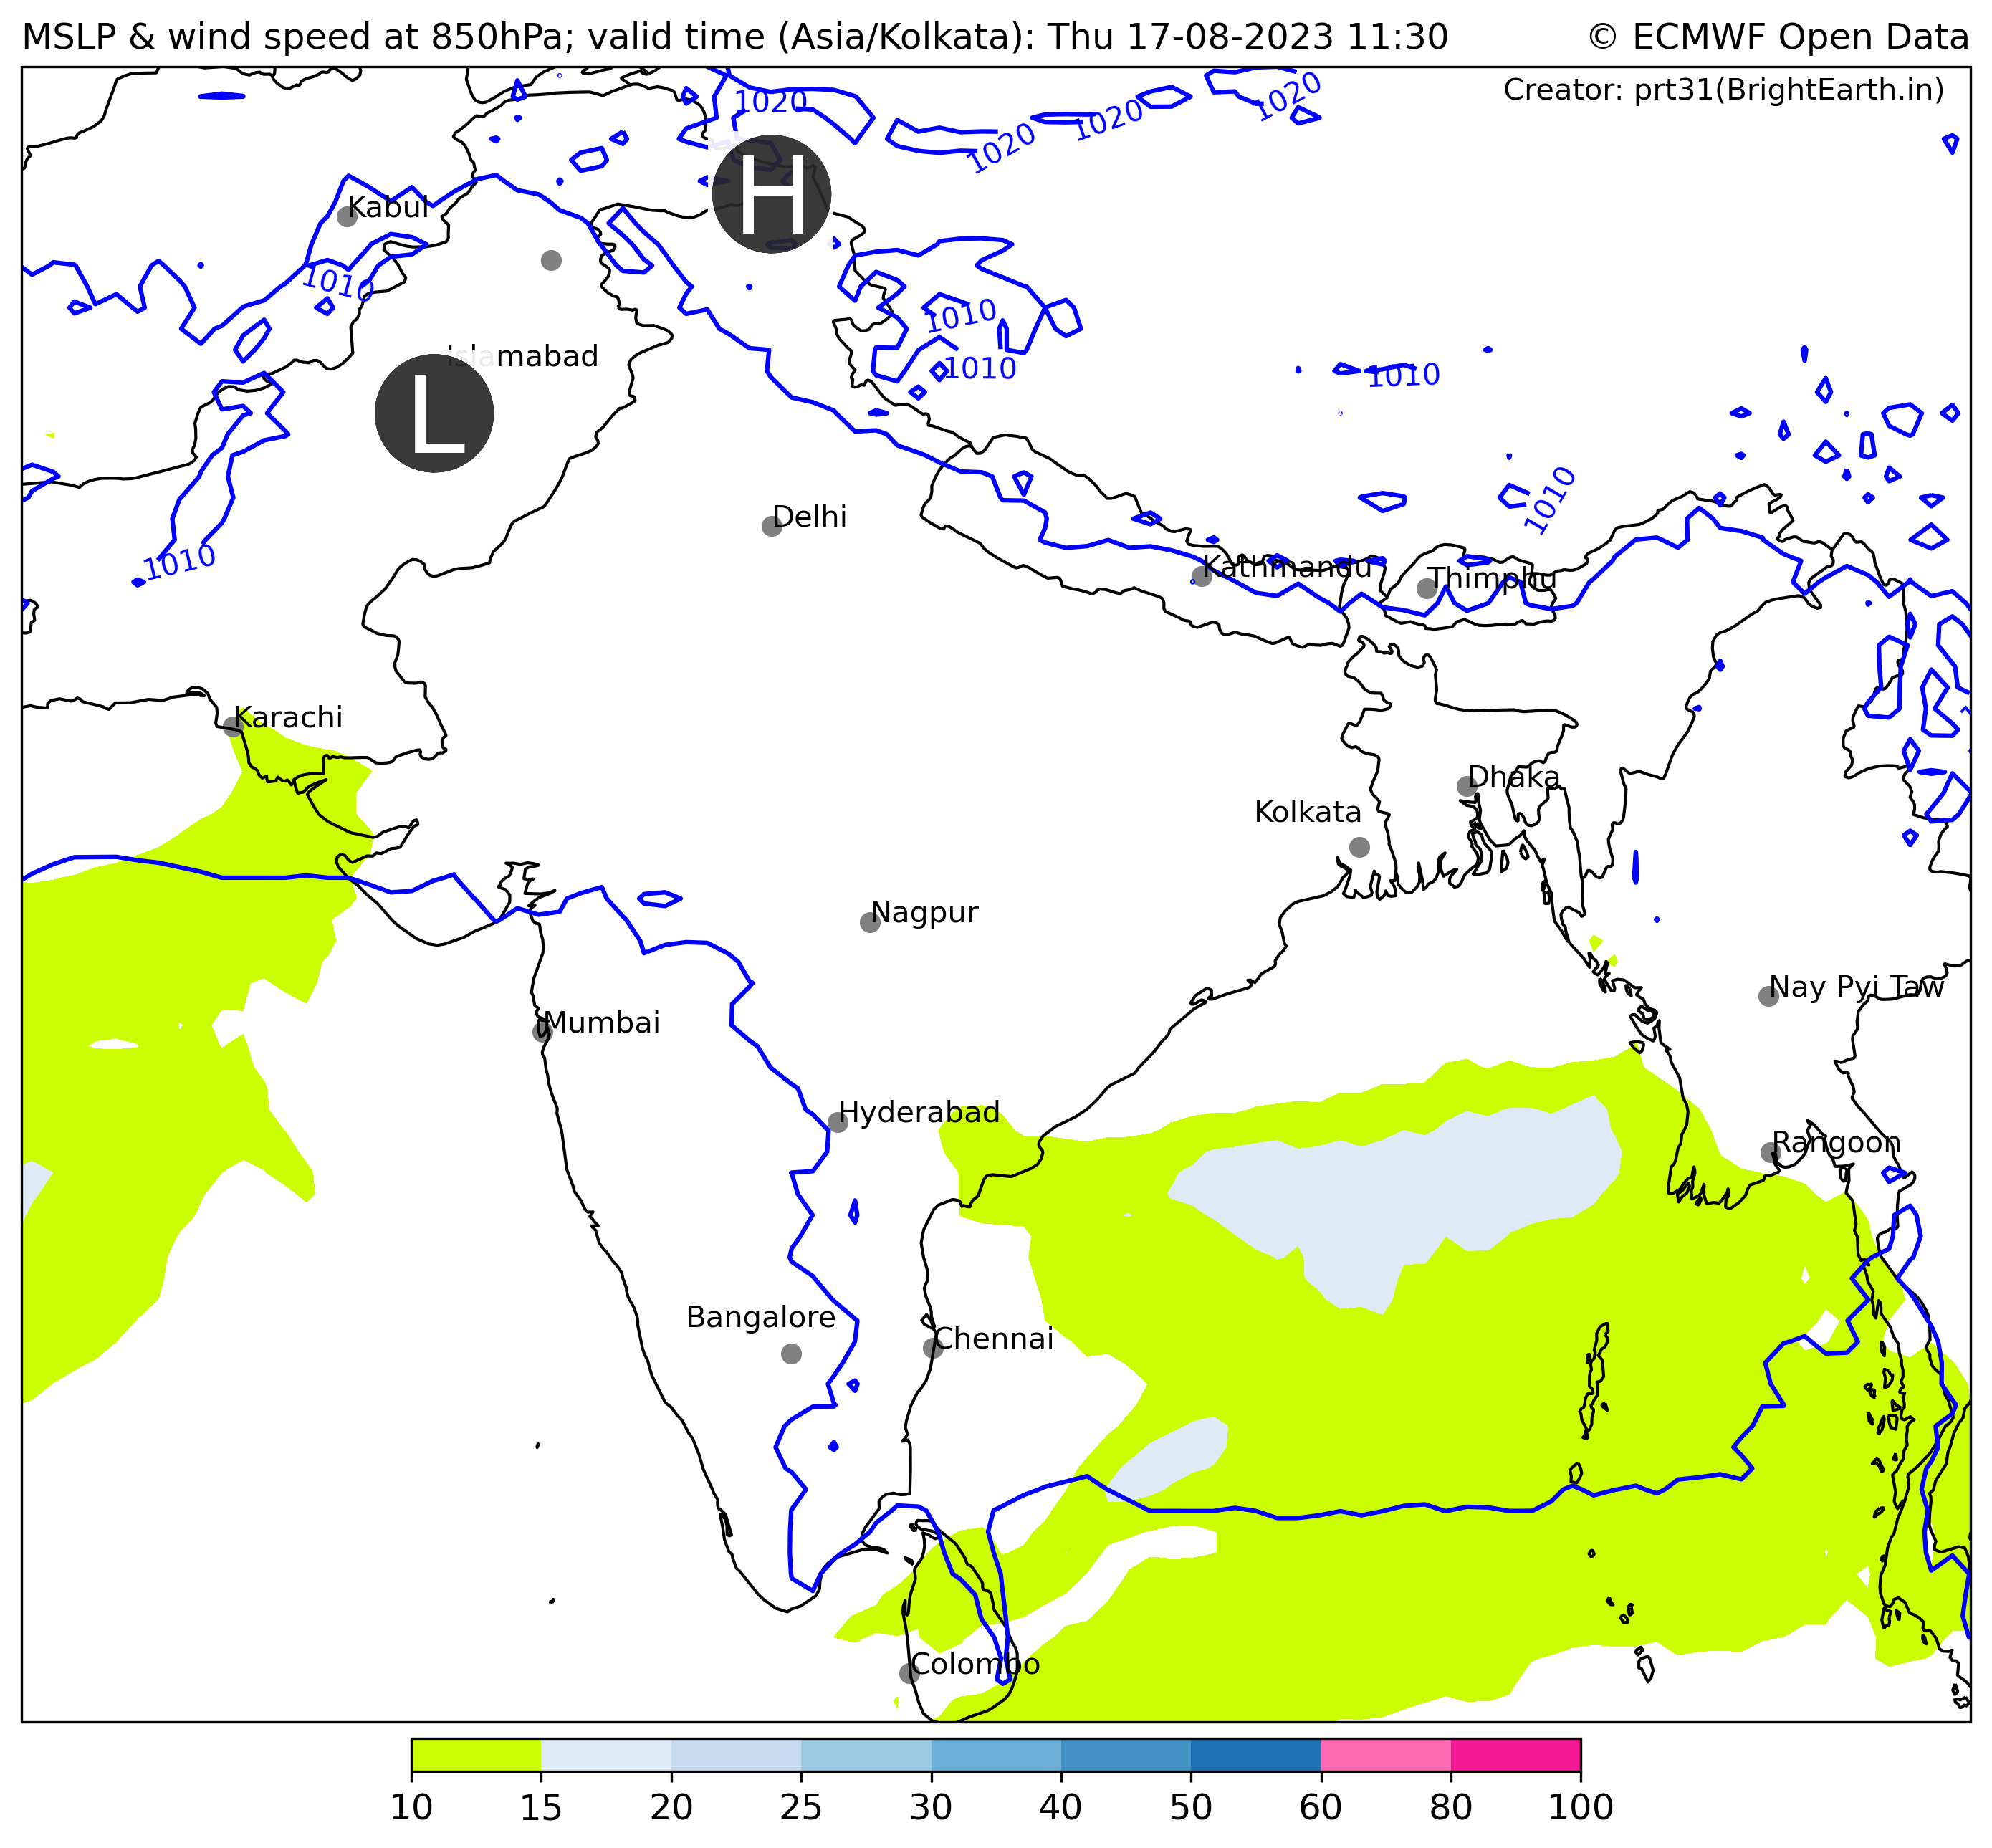 MSLP & wind speed at 850hPa; valid time (Asia/Kolkata): Thu 17-08-2023 11:30
© ECMWF Open Data
Creator: prt31(BrightEarth.in)
1020
1020
1020
1020
H
Kabul
1010
1010
1010
1010
Islamabad
L
1010
Delhi
1010
Kathmandu
Thimphu
Karachi
Dhaka
Kolkata
Nagpur
Nay Pyi Taw
Mumbai
Hyderabad
Rangoon
Bangalore
Chennai
Colombo
10 15 20 25 30 40 50 60 80 100